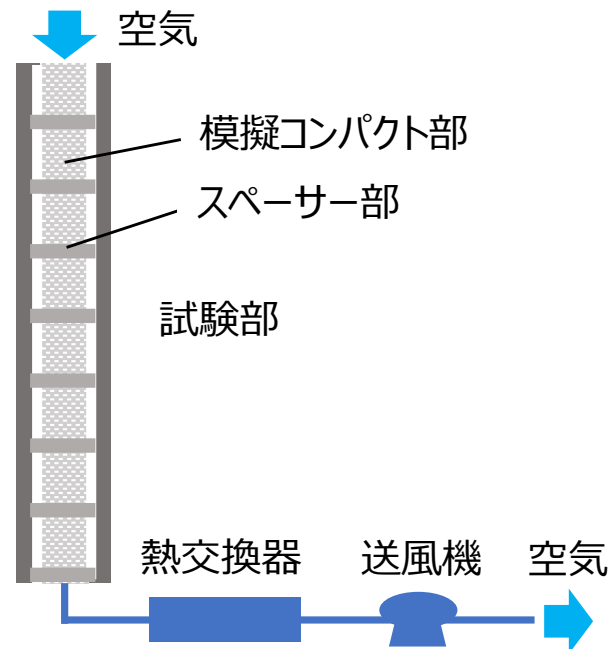 空気
模擬コンパクト部
スペーサー部
試験部
熱交換器
送風機
空気